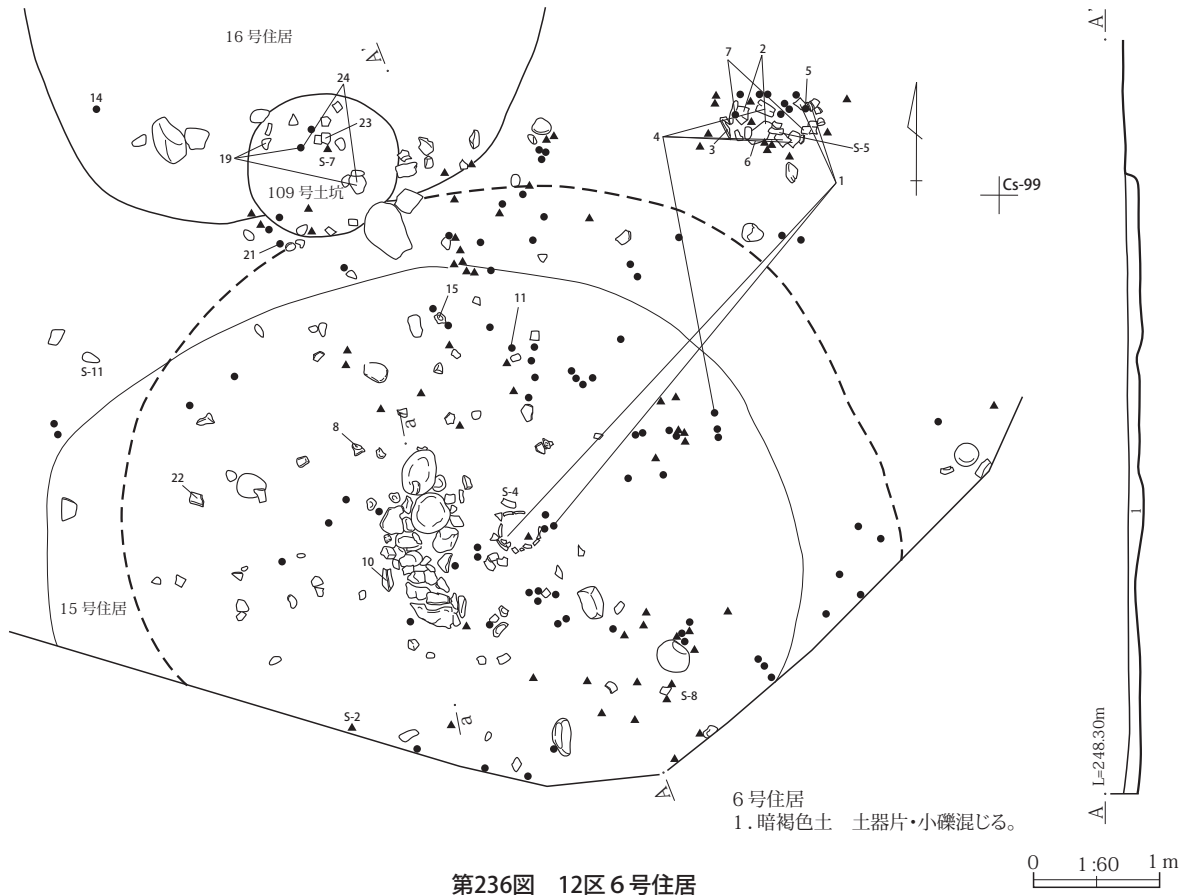 16号住居
A'
A'
14
24
23
19
S-7
109号土坑
21
7
2
5
4
3
6
S-5
1
Cs-99
15
11
S-11
a'
8
22
S-4
10
15号住居
1
S-8
S-2
a
A
L=248.30m
A
6号住居
1.暗褐色土 土器片・小礫混じる。
0 1:60 1m
第236図 12区6号住居